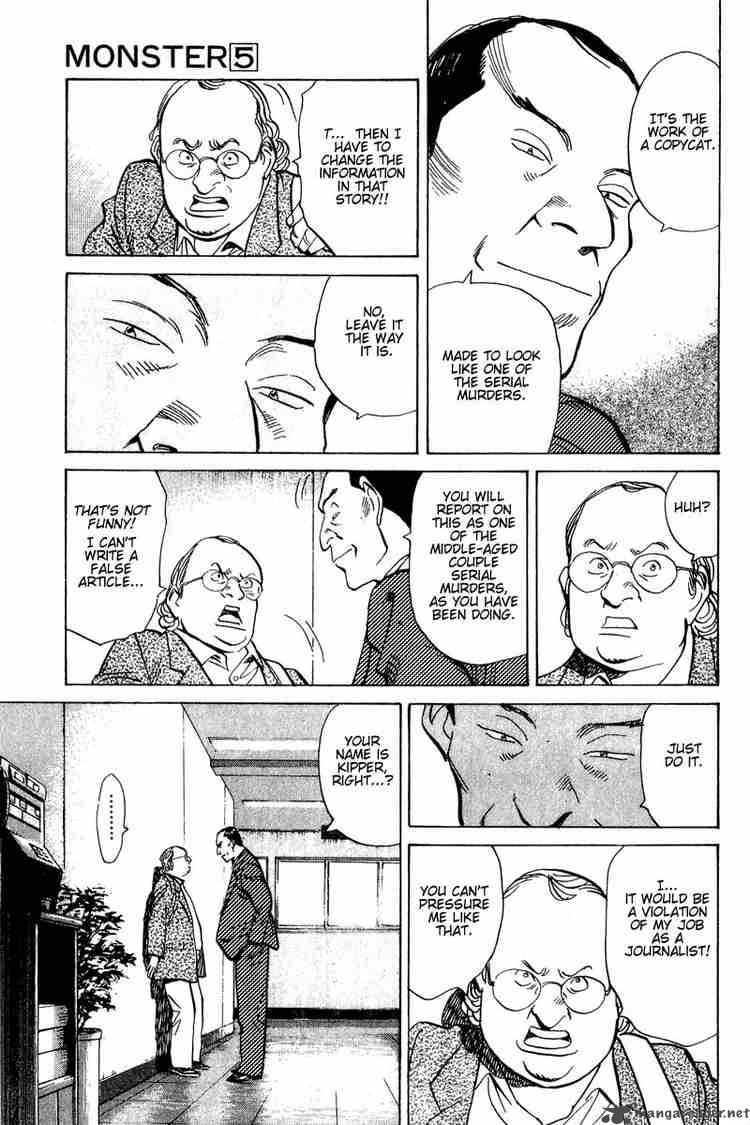 MONSTER 5
IT'S THE
WORK OF
A COPYCAT.
MADE TO LOOK
LIKE ONE OF
THE SERIAL
MURDERS.
T... THEN I
HAVE TO
CHANGE THE
INFORMATION
IN THAT
STORY!!
NO,
LEAVE IT
THE WAY
IT IS.
HUH?
YOU WILL
REPORT ON
THIS AS ONE
OF THE
MIDDLE-AGED
COUPLE
SERIAL
MURDERS,
AS YOU HAVE
BEEN DOING.
THAT'S NOT
FUNNY!
I CAN'T
WRITE A
FALSE
ARTICLE...
JUST
DO IT.
I...
IT WOULD BE
A VIOLATION
OF MY JOB
AS A
JOURNALIST!
YOU CAN'T
PRESSURE
ME LIKE
THAT.
YOUR
NAME IS
KIPPER,
RIGHT...?
........
mangareader.net